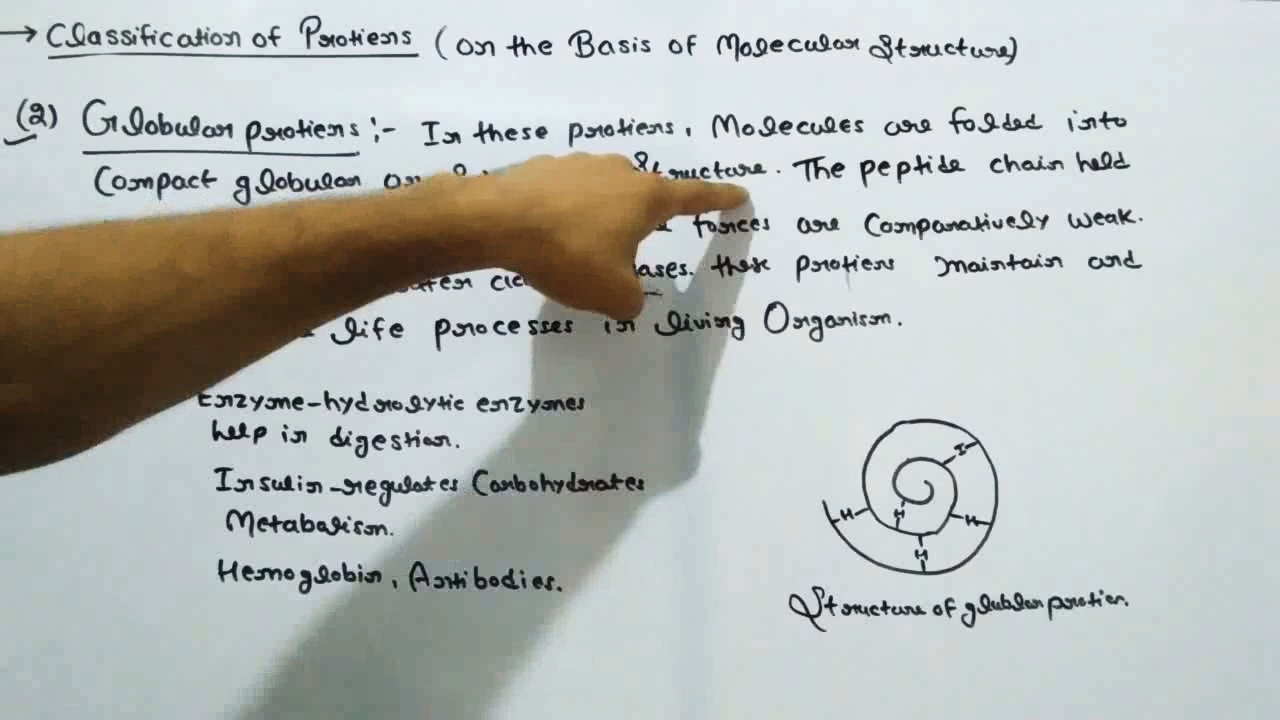 → Classification of Protiens (on the Basis of Molecular Structure)
(2) Globular protiens :- In these protiens, Molecules are folded into
Compact globular or Structure. The peptide chain held
forces are Comparatively weak.
these protiens maintain and
life processes in living Organism.
Enzyme-hydrolytic enzymes
help in digestion.
Insulin-regulates Carbohydrates
Metabolism.
Hemoglobin, Antibodies.
H
H
H
H
H
Structure of glublar protien.